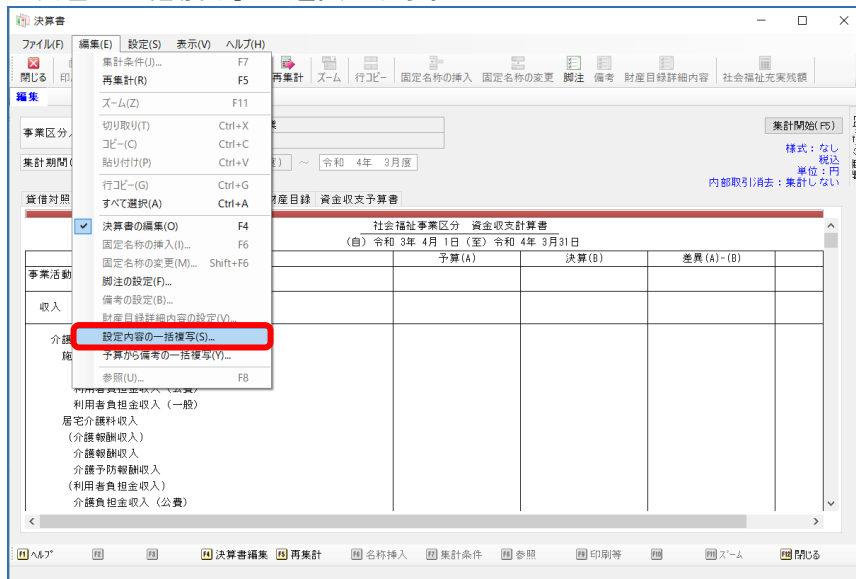 決算書
ファイル(F) 編集(E) 設定(S) 表示(V) ヘルプ(H)
閉じる 再集計 ズーム 行コピー 固定名称の挿入 固定名称の変更 脚注 備考 財産目録詳細内容 社会福祉充実残額
編集
集計条件(J)... F7
再集計(R) F5
ズーム(Z) F11
切り取り(T) Ctrl+X
コピー(C) Ctrl+C
貼り付け(P) Ctrl+V
行コピー(G) Ctrl+G
すべて選択(A) Ctrl+A
決算書の編集(O) F4
固定名称の挿入(I)... F6
固定名称の変更(M)... Shift+F6
脚注の設定(F)...
備考の設定(B)...
財産目録詳細内容の設定(V)...
設定内容の一括複写(S)...
予算から備考の一括複写(Y)...
参照(U)... F8
事業区分 集計開始(F5)
様式：なし
税込
集計期間 ～ 令和 4年 3月度 単位：円
内部取引消去：集計しない
貸借対照 財産目録 資金収支予算書
社会福祉事業区分 資金収支計算書
(自) 令和 3年 4月 1日 (至) 令和 4年 3月31日
予算(A) 決算(B) 差異(A)-(B)
事業活動
収入
介護
施
利用者負担金収入（公費）
利用者負担金収入（一般）
居宅介護料収入
(介護報酬収入)
介護報酬収入
介護予防報酬収入
(利用者負担金収入)
介護負担金収入（公費）
F1 ヘルプ F2 F3 F4 決算書編集 F5 再集計 F6 名称挿入 F7 集計条件 F8 参照 F9 印刷等 F10 F11 ズーム F12 閉じる